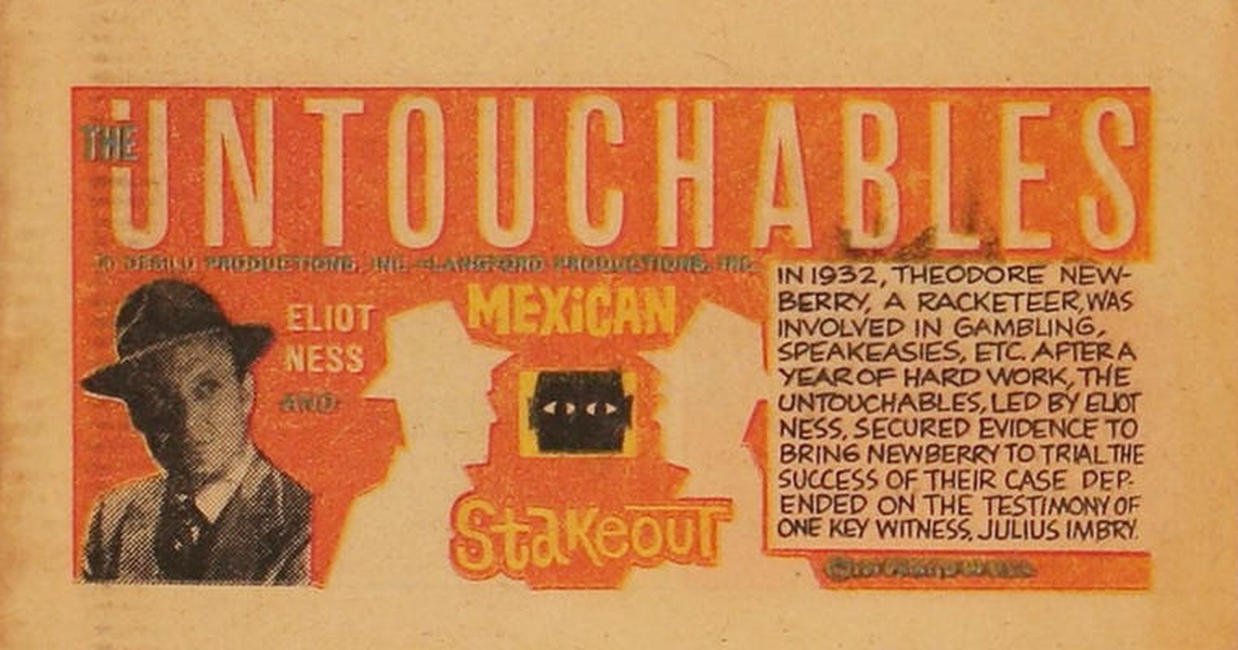 THE
UNTOUCHABLES
© DESILU PRODUCTIONS, INC.-LANGFORD PRODUCTIONS, INC.
ELIOT
NESS
AND
MEXiCAN
StaKeouT
IN 1932, THEODORE NEW-
BERRY, A RACKETEER, WAS
INVOLVED IN GAMBLING,
SPEAKEASIES, ETC. AFTER A
YEAR OF HARD WORK, THE
UNTOUCHABLES, LED BY ELIOT
NESS, SECURED EVIDENCE TO
BRING NEWBERRY TO TRIAL. THE
SUCCESS OF THEIR CASE DEP-
ENDED ON THE TESTIMONY OF
ONE KEY WITNESS, JULIUS IMBRY.